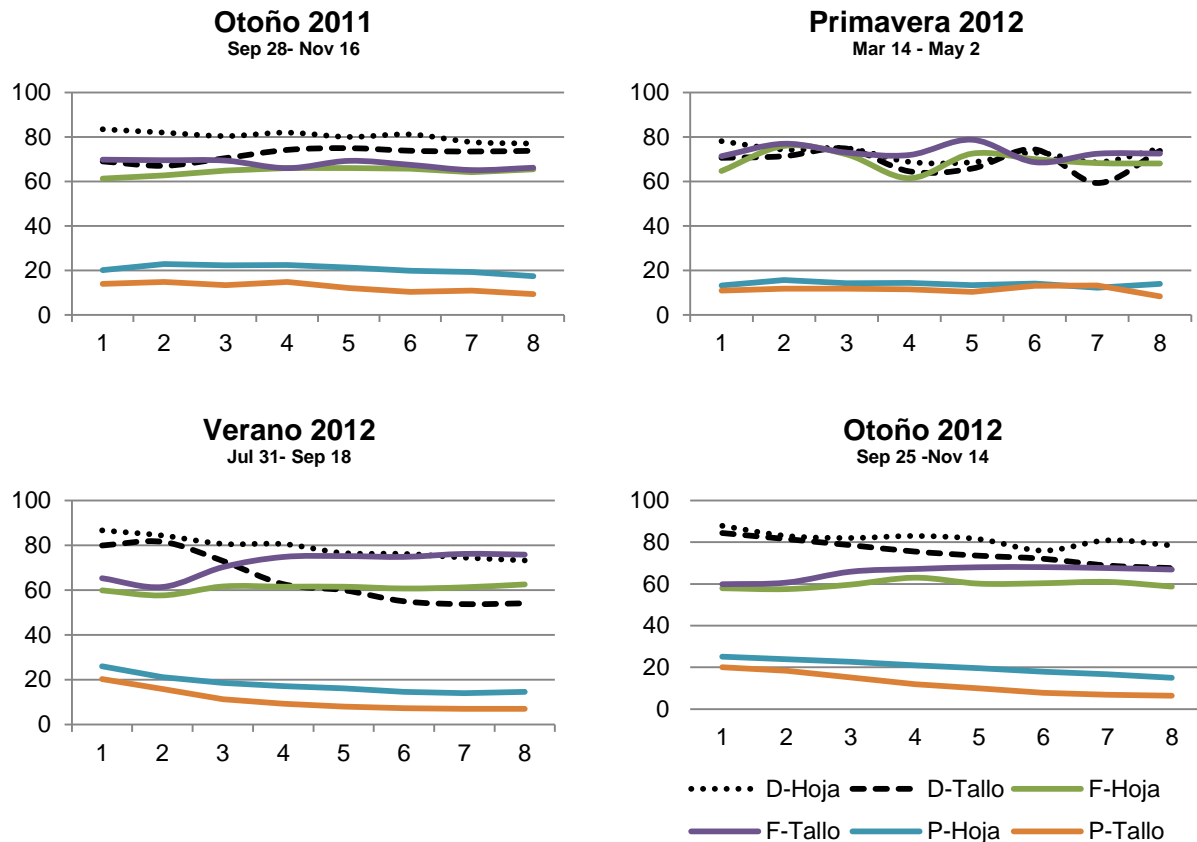 Otoño 2011
Sep 28- Nov 16
100
80
60
40
20
0
1 2 3 4 5 6 7 8
Primavera 2012
Mar 14 - May 2
100
80
60
40
20
0
1 2 3 4 5 6 7 8
Verano 2012
Jul 31- Sep 18
100
80
60
40
20
0
1 2 3 4 5 6 7 8
Otoño 2012
Sep 25 -Nov 14
100
80
60
40
20
0
1 2 3 4 5 6 7 8
D-Hoja D-Tallo F-Hoja
F-Tallo P-Hoja P-Tallo